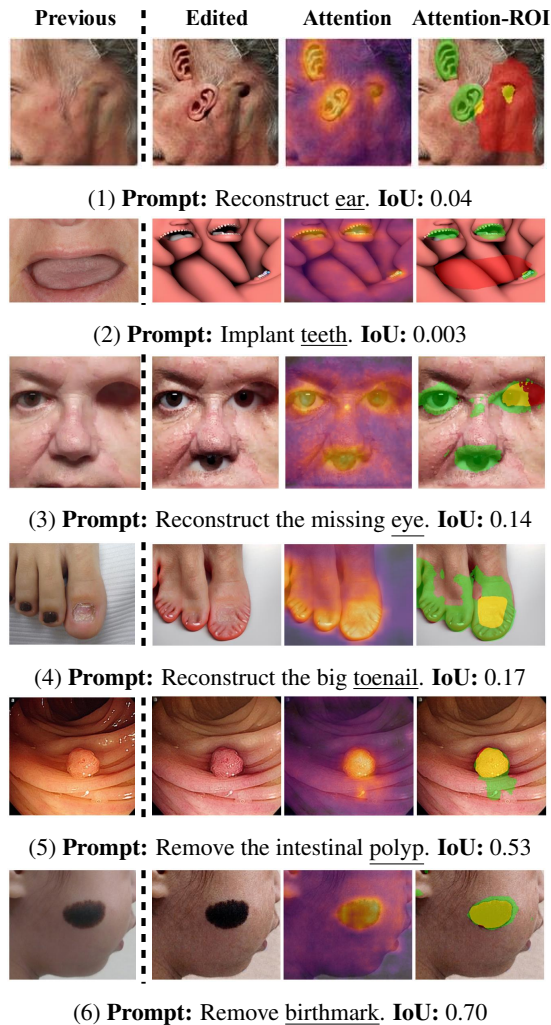 Previous Edited Attention Attention-ROI
(1) Prompt: Reconstruct ear. IoU: 0.04
(2) Prompt: Implant teeth. IoU: 0.003
(3) Prompt: Reconstruct the missing eye. IoU: 0.14
(4) Prompt: Reconstruct the big toenail. IoU: 0.17
(5) Prompt: Remove the intestinal polyp. IoU: 0.53
(6) Prompt: Remove birthmark. IoU: 0.70